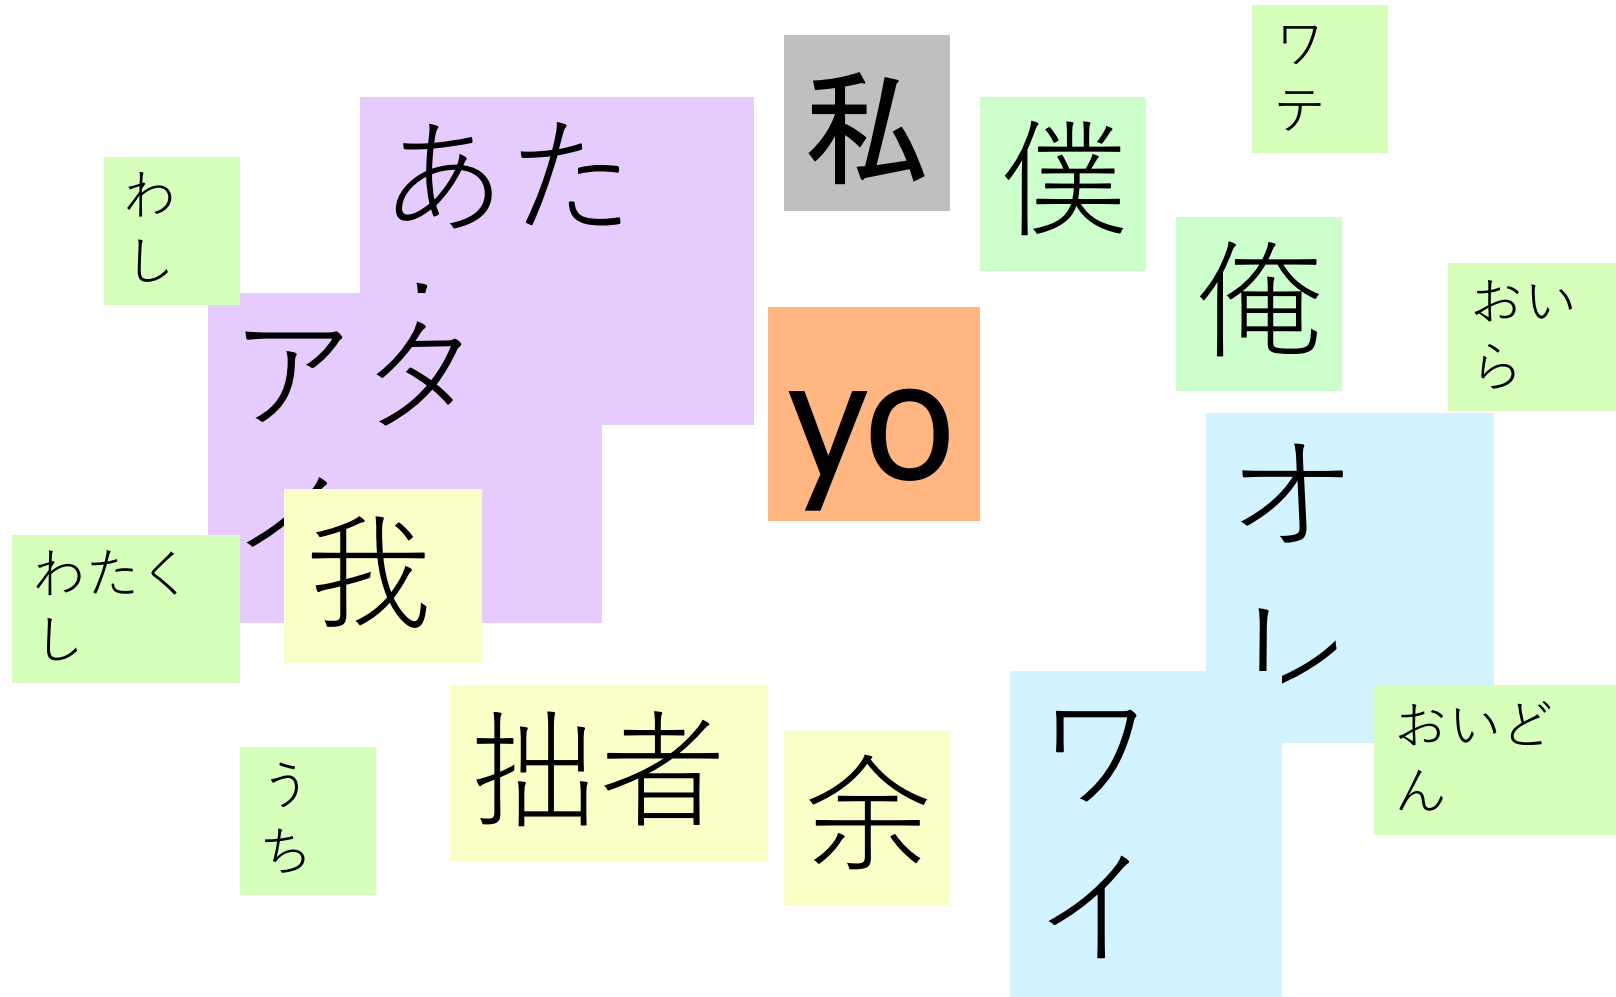 ワ
テ
私
あた
僕
わ
し
俺
おい
ら
アタ
yo
オ
レ
我
わたく
し
拙者
ワ
イ
余
おいど
ん
う
ち